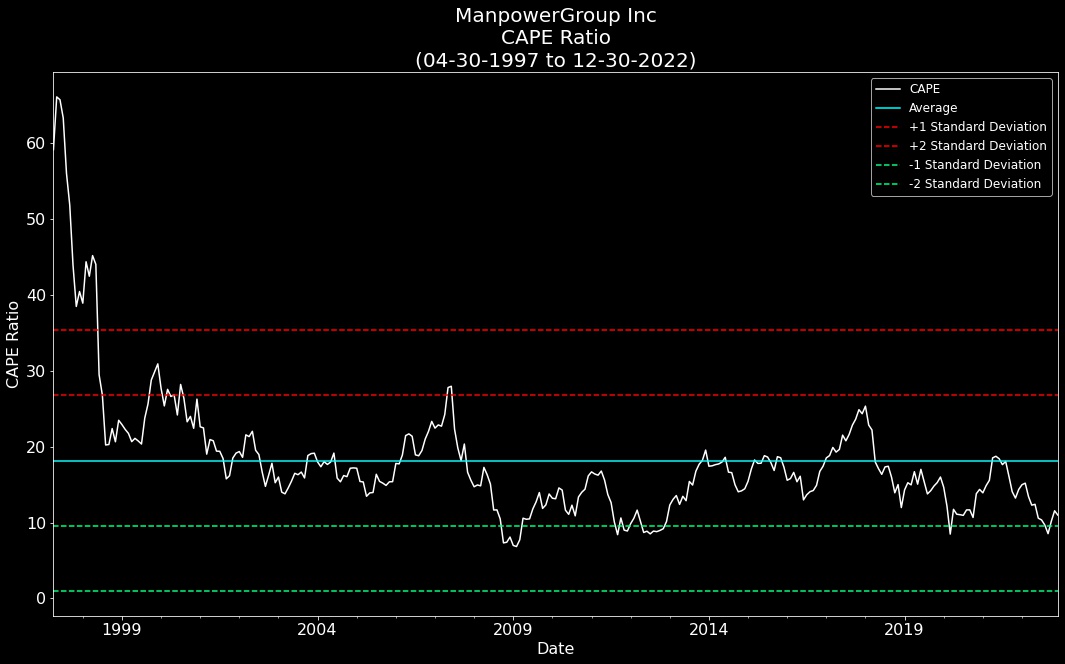 ManpowerGroup Inc
CAPE Ratio
(04-30-1997 to 12-30-2022)
CAPE
Average
+1 Standard Deviation
+2 Standard Deviation
-1 Standard Deviation
-2 Standard Deviation
CAPE Ratio
60
50
40
30
20
10
0
1999 2004 2009 2014 2019
Date